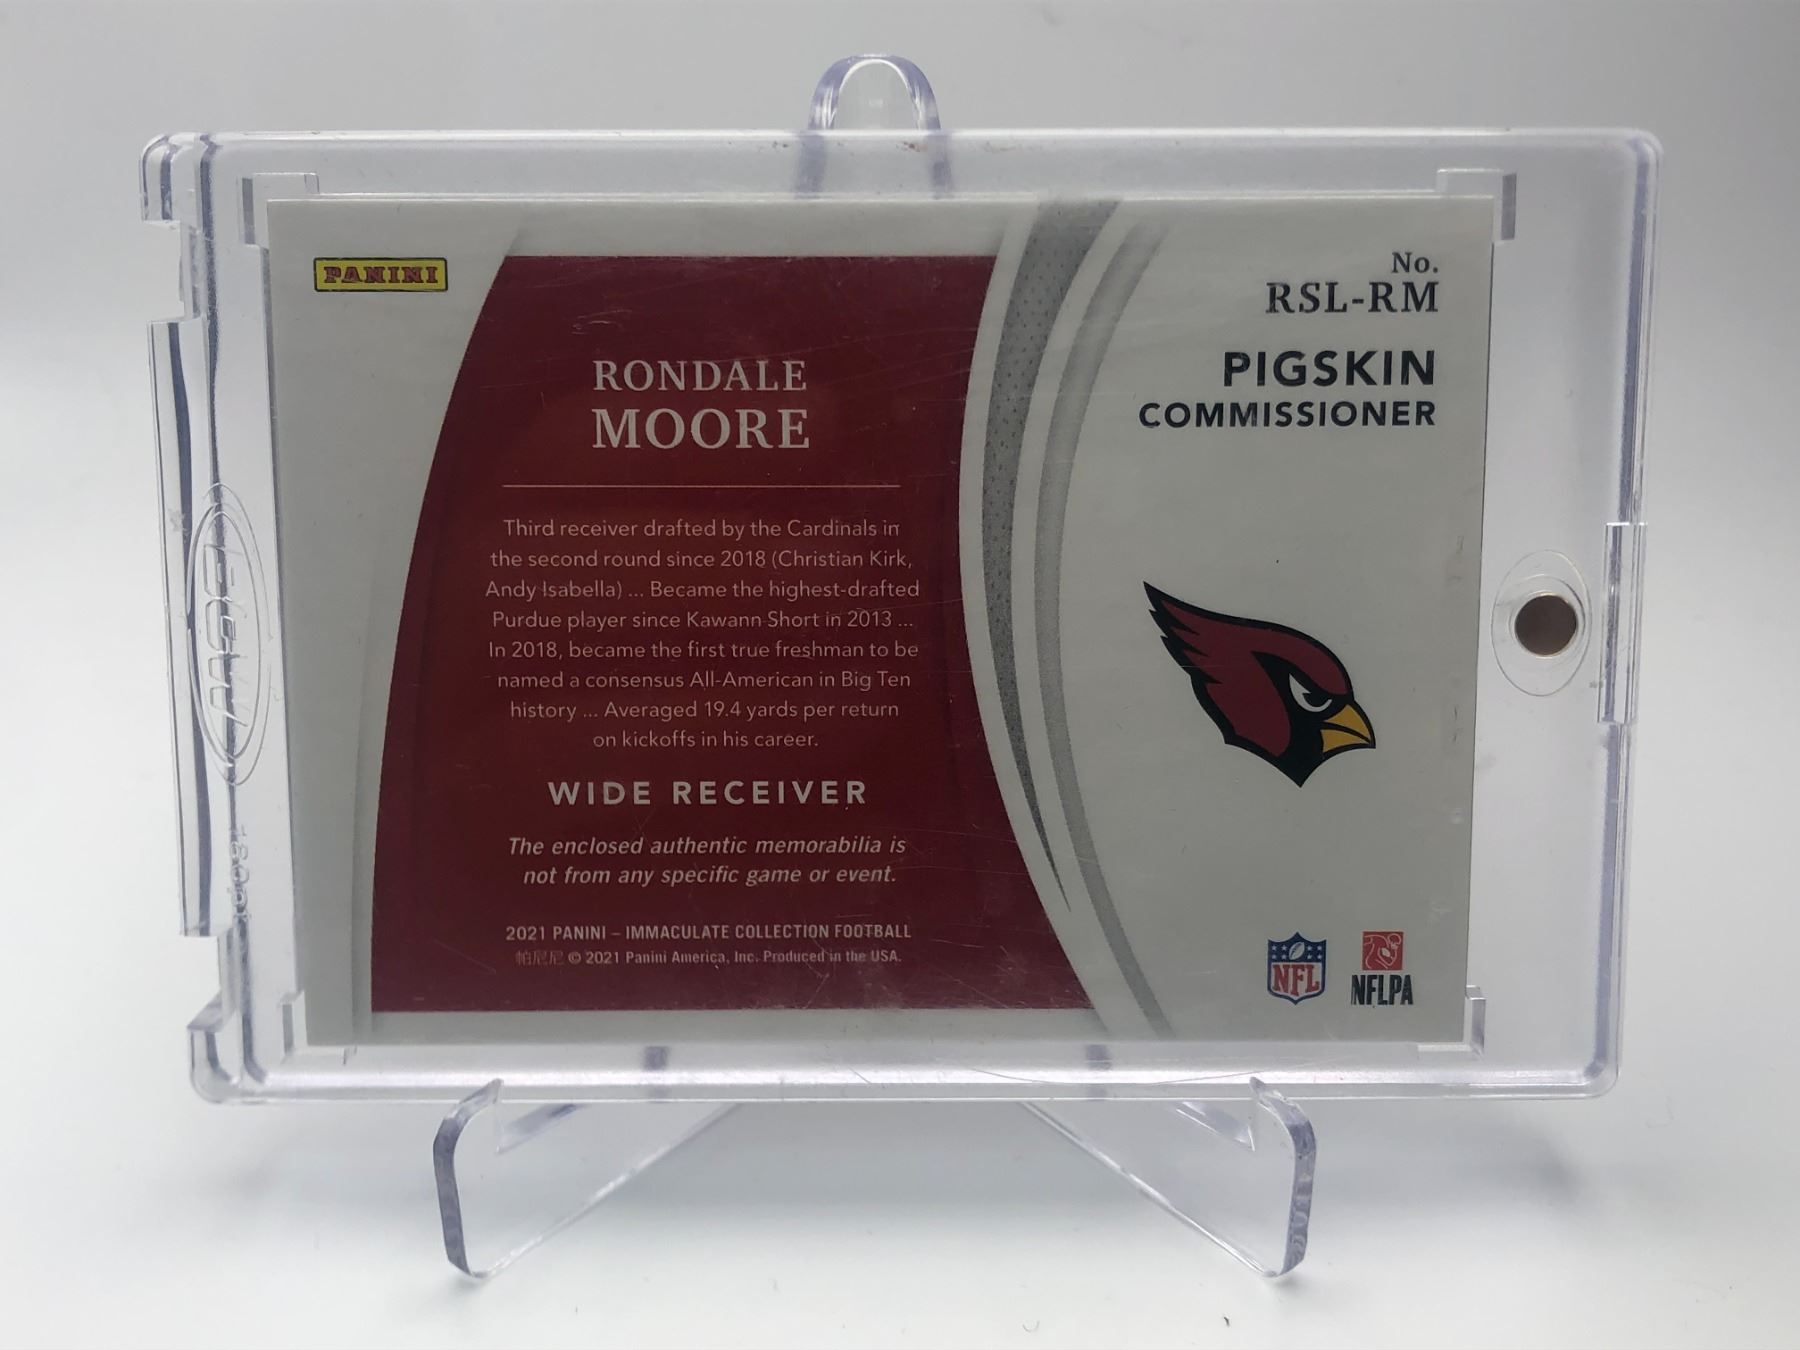 PANINI
No.
RSL-RM
PIGSKIN
COMMISSIONER
RONDALE
MOORE
Third receiver drafted by the Cardinals in
the second round since 2018 (Christian Kirk,
Andy Isabella) ... Became the highest-drafted
Purdue player since Kawann Short in 2013 ...
In 2018, became the first true freshman to be
named a consensus All-American in Big Ten
history ... Averaged 19.4 yards per return
on kickoffs in his career.
WIDE RECEIVER
The enclosed authentic memorabilia is
not from any specific game or event.
2021 PANINI – IMMACULATE COLLECTION FOOTBALL
帕尼尼 © 2021 Panini America, Inc. Produced in the USA.
NFL
NFLPA